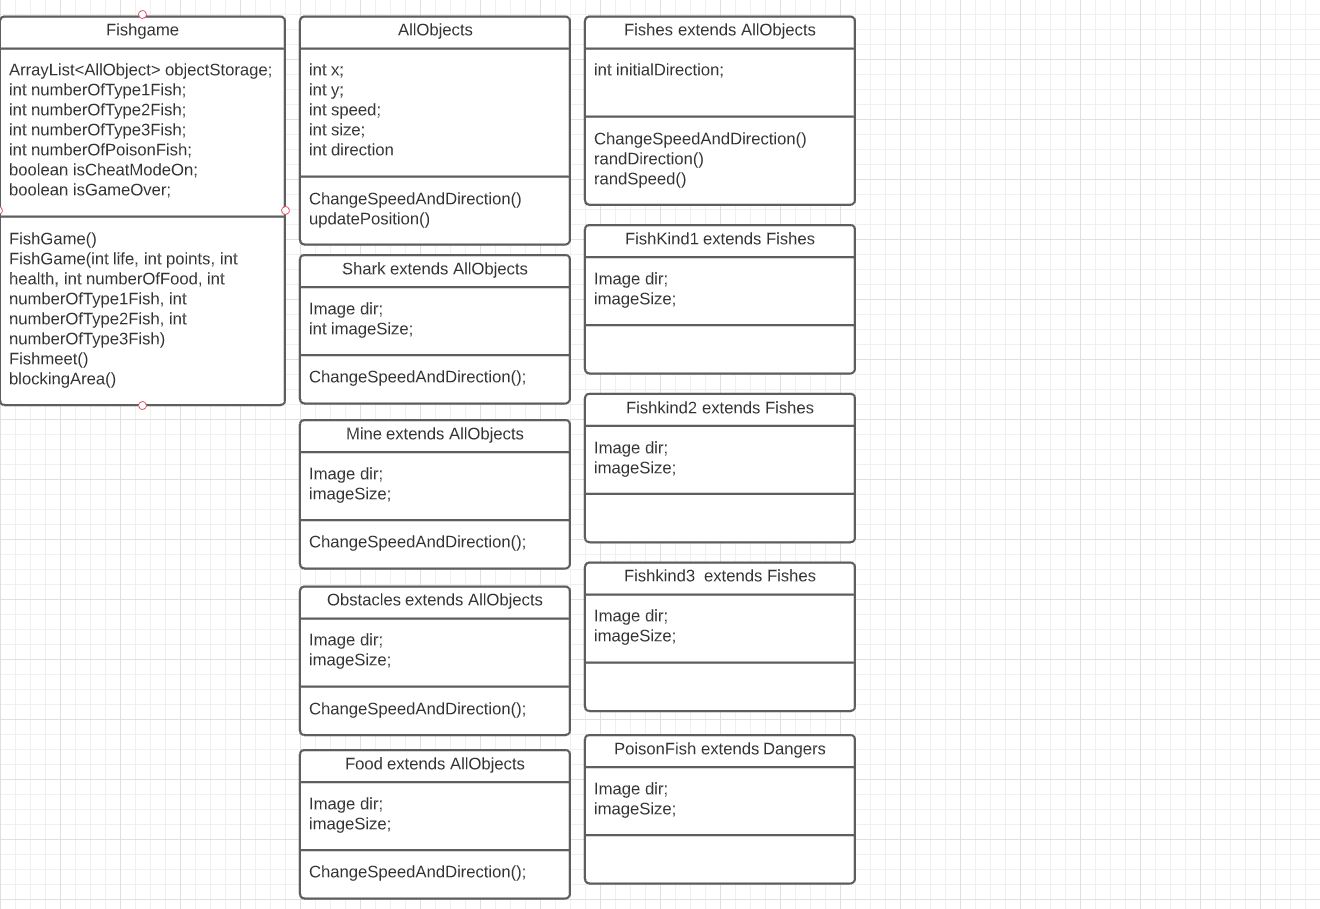 Fishgame
ArrayList<AllObject> objectStorage;
int numberOfType1Fish;
int numberOfType2Fish;
int numberOfType3Fish;
int numberOfPoisonFish;
boolean isCheatModeOn;
boolean isGameOver;
FishGame()
FishGame(int life, int points, int
health, int numberOfFood, int
numberOfType1Fish, int
numberOfType2Fish, int
numberOfType3Fish)
Fishmeet()
blockingArea()
AllObjects
int x;
int y;
int speed;
int size;
int direction
ChangeSpeedAndDirection()
updatePosition()
Shark extends AllObjects
Image dir;
int imageSize;
ChangeSpeedAndDirection();
Mine extends AllObjects
Image dir;
imageSize;
ChangeSpeedAndDirection();
Obstacles extends AllObjects
Image dir;
imageSize;
ChangeSpeedAndDirection();
Food extends AllObjects
Image dir;
imageSize;
ChangeSpeedAndDirection();
Fishes extends AllObjects
int initialDirection;
ChangeSpeedAndDirection()
randDirection()
randSpeed()
FishKind1 extends Fishes
Image dir;
imageSize;
Fishkind2 extends Fishes
Image dir;
imageSize;
Fishkind3  extends Fishes
Image dir;
imageSize;
PoisonFish extends Dangers
Image dir;
imageSize;